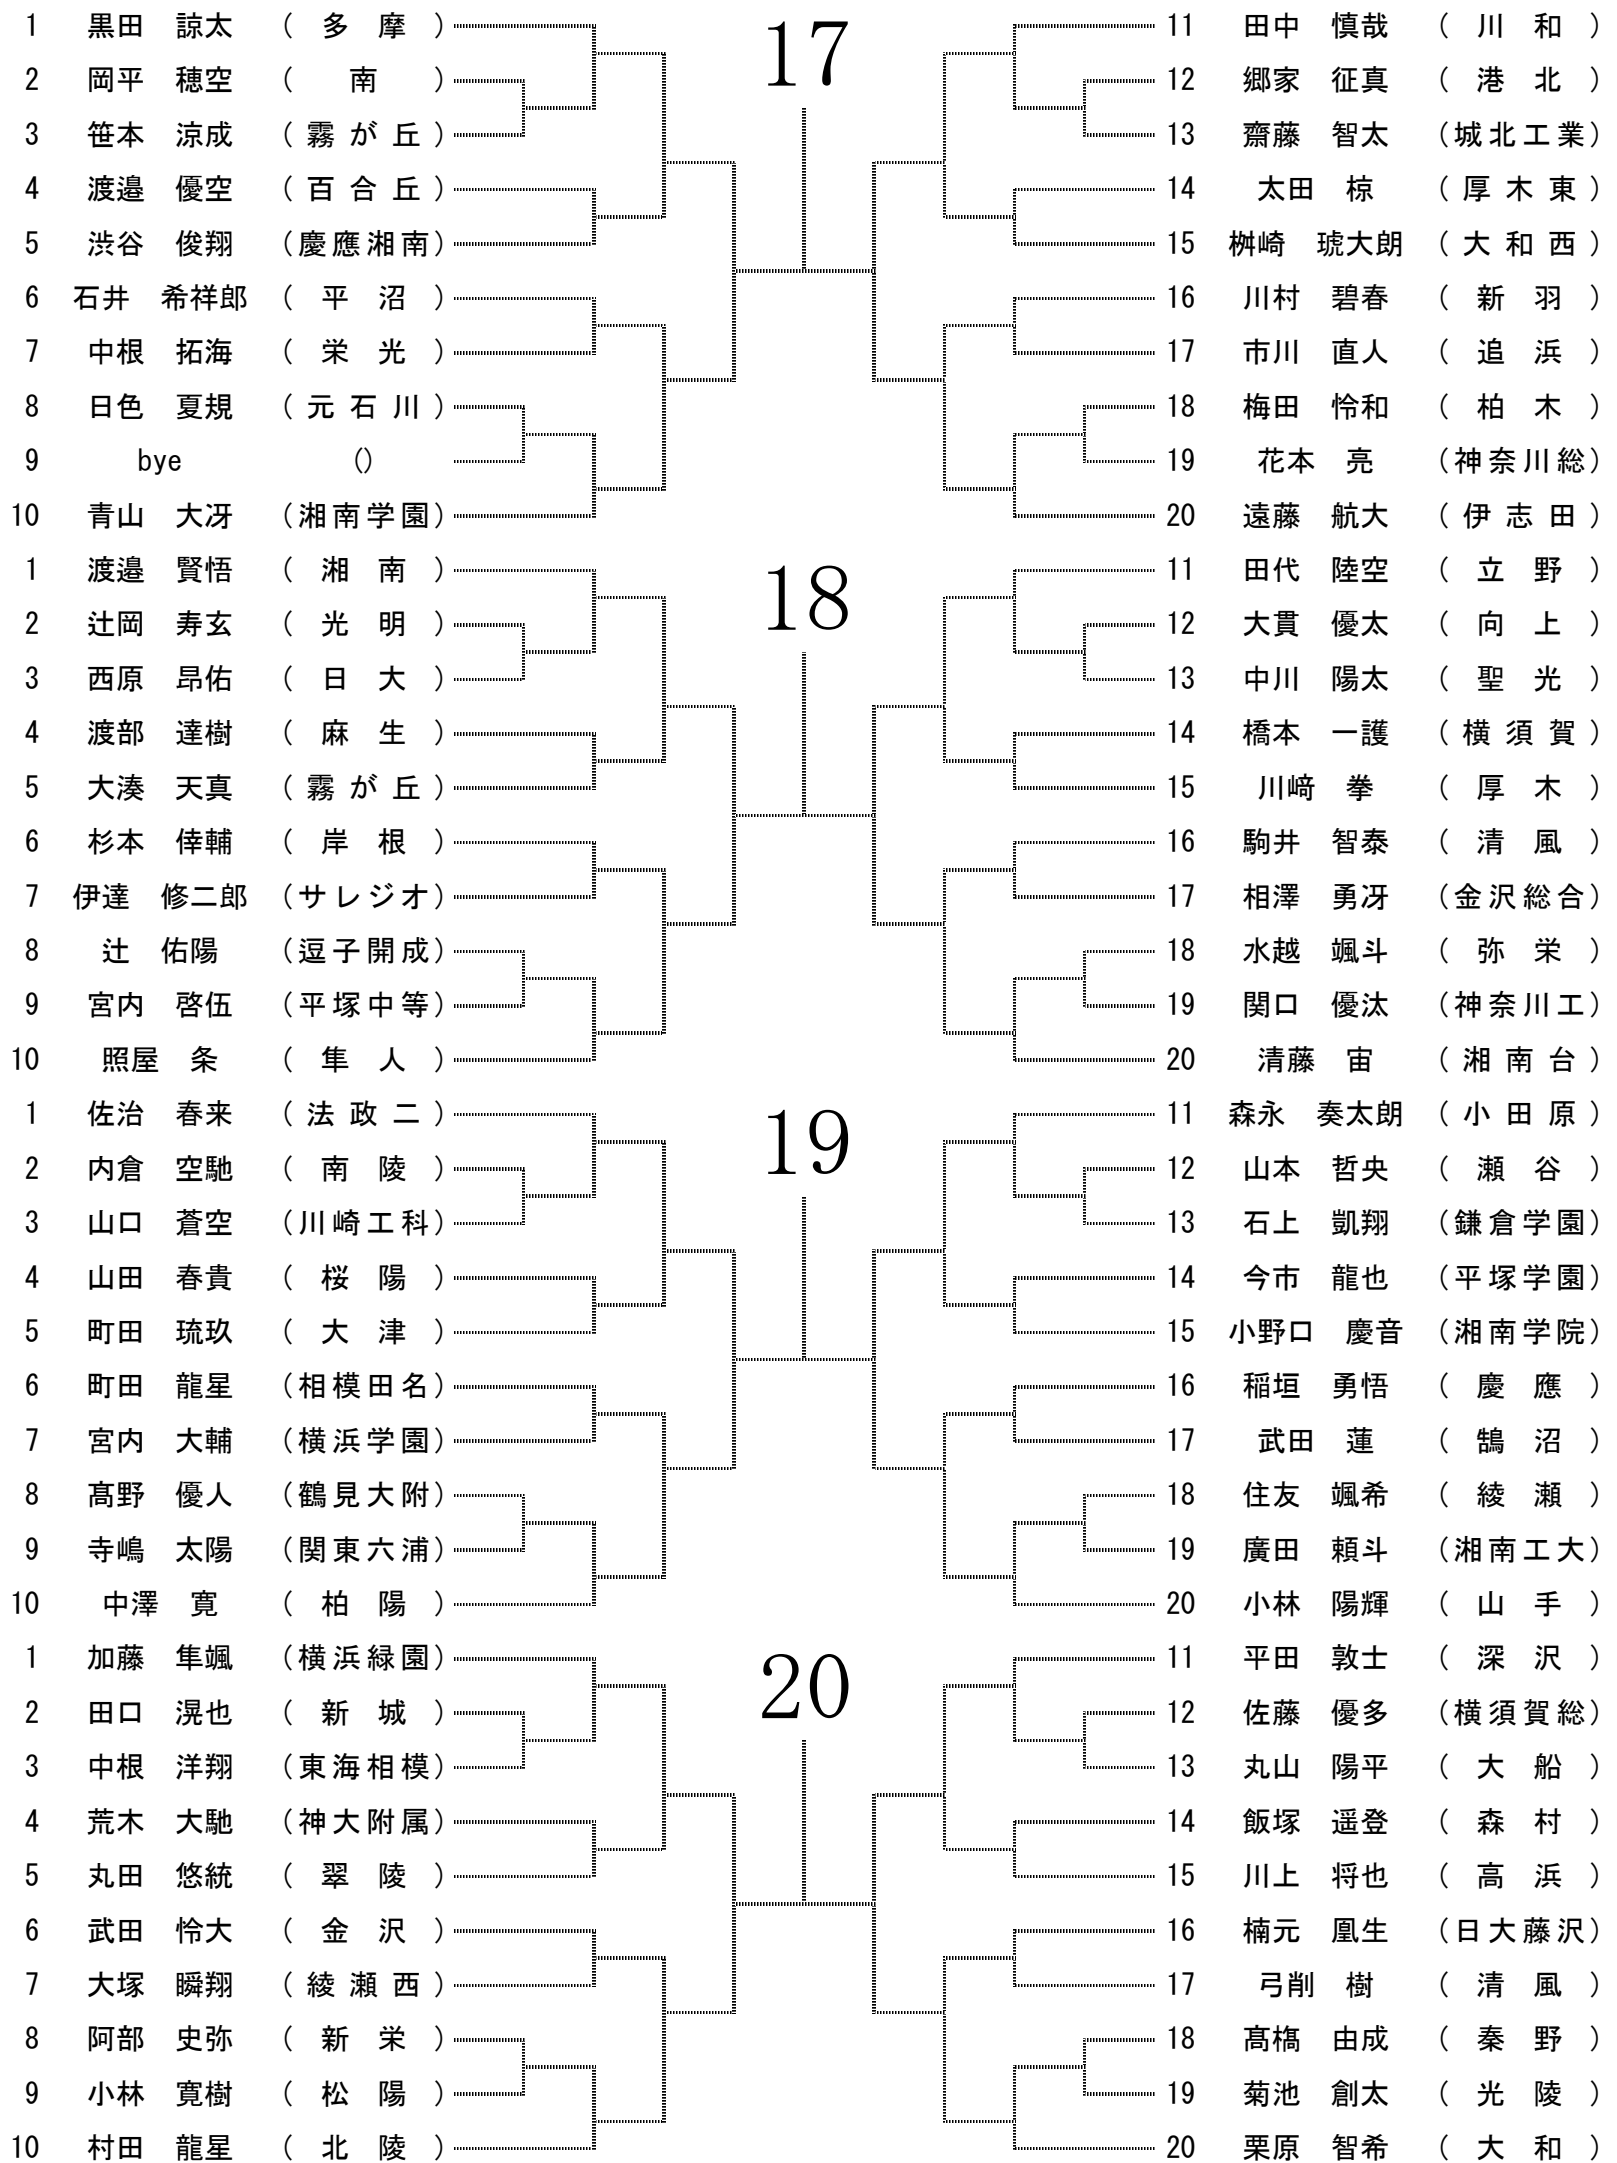 17
1 黒田 諒太 (多摩)
2 岡平 穂空 (南)
3 笹本 涼成 (霧が丘)
4 渡邉 優空 (百合丘)
5 渋谷 俊翔 (慶應湘南)
6 石井 希祥郎 (平沼)
7 中根 拓海 (栄光)
8 日色 夏規 (元石川)
9 bye ()
10 青山 大冴 (湘南学園)
11 田中 慎哉 (川和)
12 郷家 征真 (港北)
13 齋藤 智太 (城北工業)
14 太田 椋 (厚木東)
15 桝崎 琥大朗 (大和西)
16 川村 碧春 (新羽)
17 市川 直人 (追浜)
18 梅田 怜和 (柏木)
19 花本 亮 (神奈川総)
20 遠藤 航大 (伊志田)
18
1 渡邉 賢悟 (湘南)
2 辻岡 寿玄 (光明)
3 西原 昂佑 (日大)
4 渡部 達樹 (麻生)
5 大湊 天真 (霧が丘)
6 杉本 倖輔 (岸根)
7 伊達 修二郎 (サレジオ)
8 辻 佑陽 (逗子開成)
9 宮内 啓伍 (平塚中等)
10 照屋 条 (隼人)
11 田代 陸空 (立野)
12 大貫 優太 (向上)
13 中川 陽太 (聖光)
14 橋本 一護 (横須賀)
15 川﨑 拳 (厚木)
16 駒井 智泰 (清風)
17 相澤 勇冴 (金沢総合)
18 水越 颯斗 (弥栄)
19 関口 優汰 (神奈川工)
20 清藤 宙 (湘南台)
19
1 佐治 春来 (法政二)
2 内倉 空馳 (南陵)
3 山口 蒼空 (川崎工科)
4 山田 春貴 (桜陽)
5 町田 琉玖 (大津)
6 町田 龍星 (相模田名)
7 宮内 大輔 (横浜学園)
8 髙野 優人 (鶴見大附)
9 寺嶋 太陽 (関東六浦)
10 中澤 寛 (柏陽)
11 森永 奏太朗 (小田原)
12 山本 哲央 (瀬谷)
13 石上 凱翔 (鎌倉学園)
14 今市 龍也 (平塚学園)
15 小野口 慶音 (湘南学院)
16 稲垣 勇悟 (慶應)
17 武田 蓮 (鵠沼)
18 住友 颯希 (綾瀬)
19 廣田 頼斗 (湘南工大)
20 小林 陽輝 (山手)
20
1 加藤 隼颯 (横浜緑園)
2 田口 滉也 (新城)
3 中根 洋翔 (東海相模)
4 荒木 大馳 (神大附属)
5 丸田 悠統 (翠陵)
6 武田 怜大 (金沢)
7 大塚 瞬翔 (綾瀬西)
8 阿部 史弥 (新栄)
9 小林 寛樹 (松陽)
10 村田 龍星 (北陵)
11 平田 敦士 (深沢)
12 佐藤 優多 (横須賀総)
13 丸山 陽平 (大船)
14 飯塚 遥登 (森村)
15 川上 将也 (高浜)
16 楠元 凰生 (日大藤沢)
17 弓削 樹 (清風)
18 髙橋 由成 (秦野)
19 菊池 創太 (光陵)
20 栗原 智希 (大和)